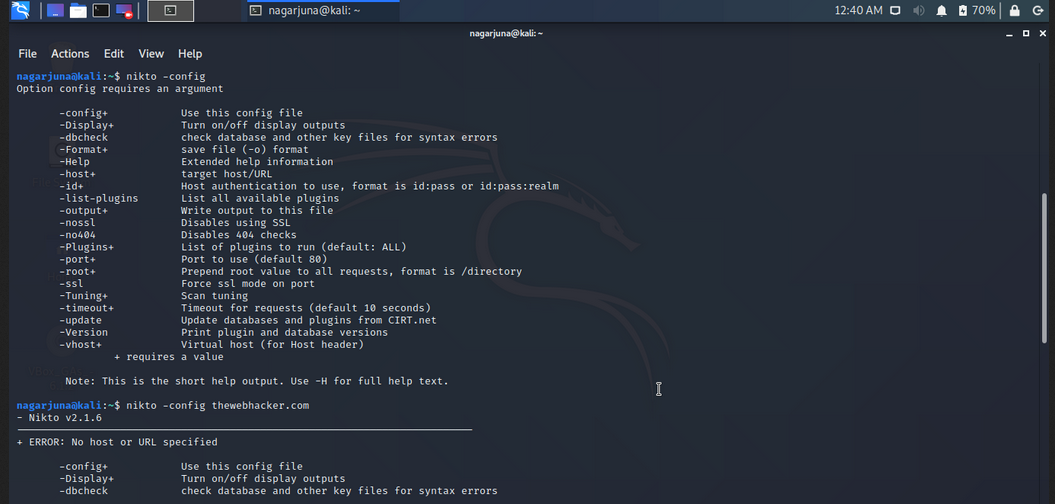 nagarjuna@kali: ~
12:40 AM
70%
nagarjuna@kali:~
File Actions Edit View Help
nagarjuna@kali:~$ nikto -config
Option config requires an argument
-config+ Use this config file
-Display+ Turn on/off display outputs
-dbcheck check database and other key files for syntax errors
-Format+ save file (-o) format
-Help Extended help information
-host+ target host/URL
-id+ Host authentication to use, format is id:pass or id:pass:realm
-list-plugins List all available plugins
-output+ Write output to this file
-nossl Disables using SSL
-no404 Disables 404 checks
-Plugins+ List of plugins to run (default: ALL)
-port+ Port to use (default 80)
-root+ Prepend root value to all requests, format is /directory
-ssl Force ssl mode on port
-Tuning+ Scan tuning
-timeout+ Timeout for requests (default 10 seconds)
-update Update databases and plugins from CIRT.net
-Version Print plugin and database versions
-vhost+ Virtual host (for Host header)
+ requires a value
Note: This is the short help output. Use -H for full help text.
nagarjuna@kali:~$ nikto -config thewebhacker.com
- Nikto v2.1.6
+ ERROR: No host or URL specified
-config+ Use this config file
-Display+ Turn on/off display outputs
-dbcheck check database and other key files for syntax errors